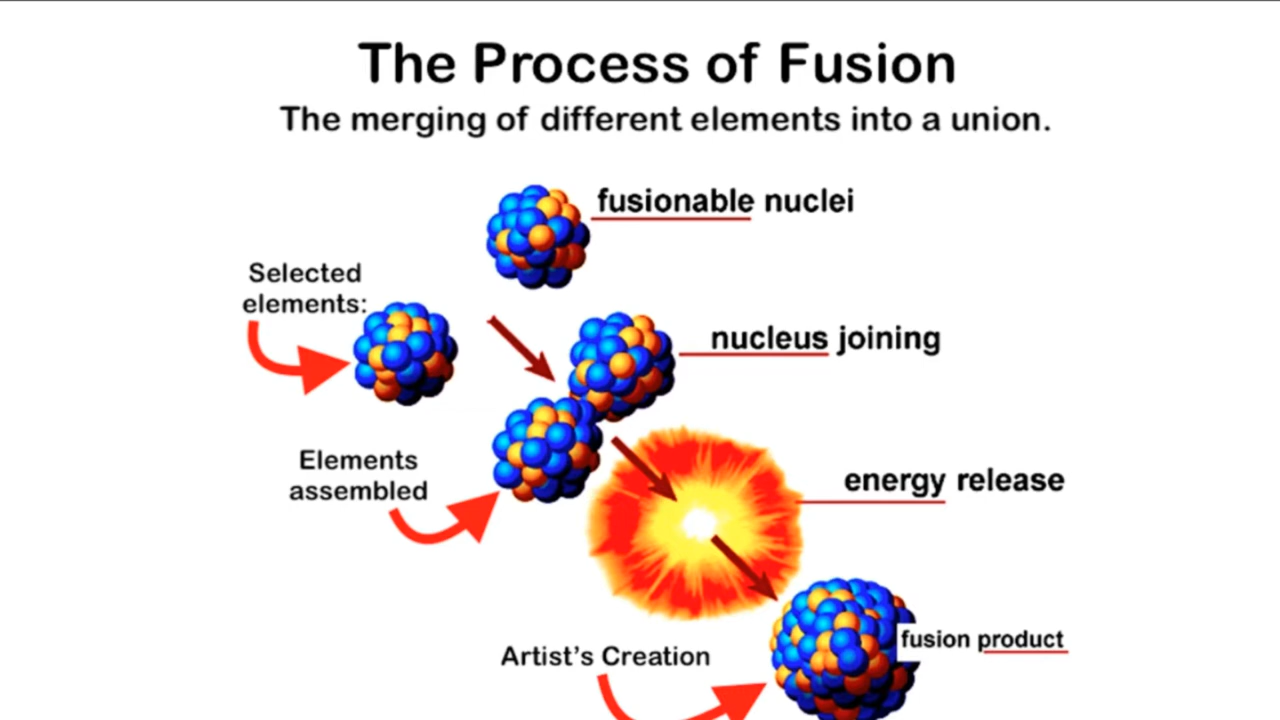 The Process of Fusion
The merging of different elements into a union.
fusionable nuclei
Selected
elements:
nucleus joining
Elements
assembled
energy release
fusion product
Artist's Creation